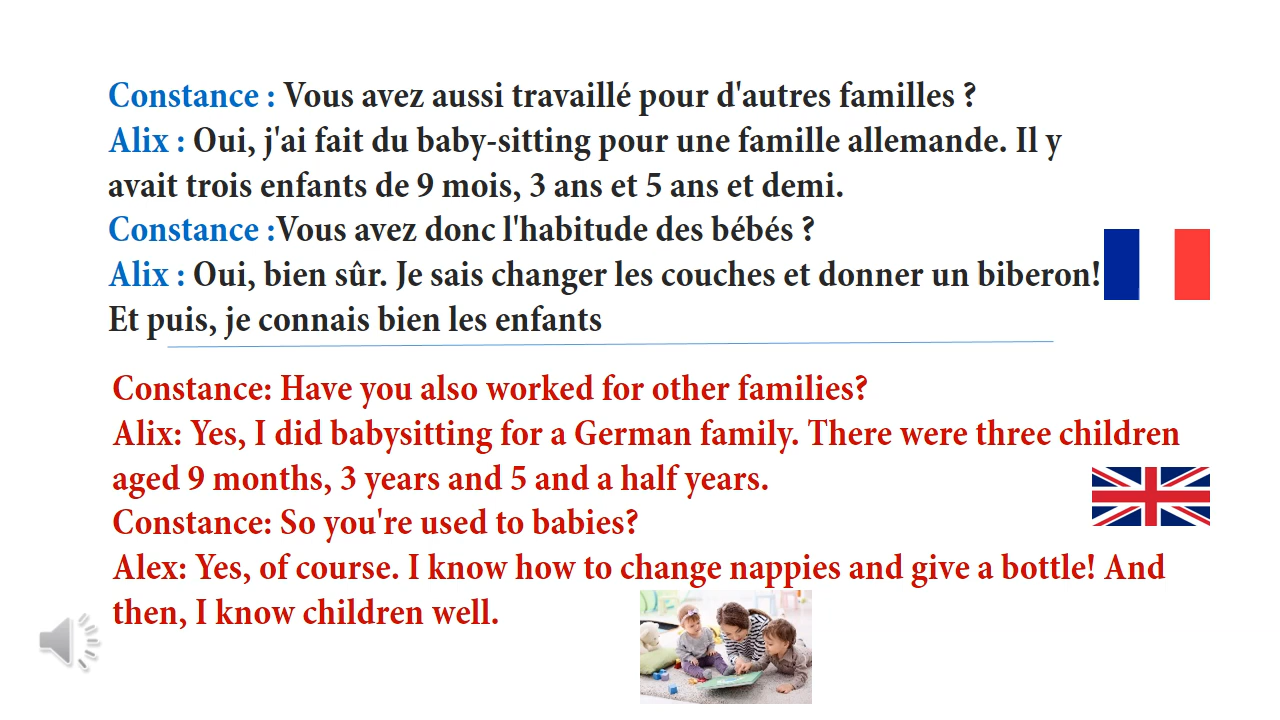 Constance : Vous avez aussi travaillé pour d'autres familles ?
Alix : Oui, j'ai fait du baby-sitting pour une famille allemande. Il y
avait trois enfants de 9 mois, 3 ans et 5 ans et demi.
Constance :Vous avez donc l'habitude des bébés ?
Alix : Oui, bien sûr. Je sais changer les couches et donner un biberon!
Et puis, je connais bien les enfants
Constance: Have you also worked for other families?
Alix: Yes, I did babysitting for a German family. There were three children
aged 9 months, 3 years and 5 and a half years.
Constance: So you're used to babies?
Alex: Yes, of course. I know how to change nappies and give a bottle! And
then, I know children well.